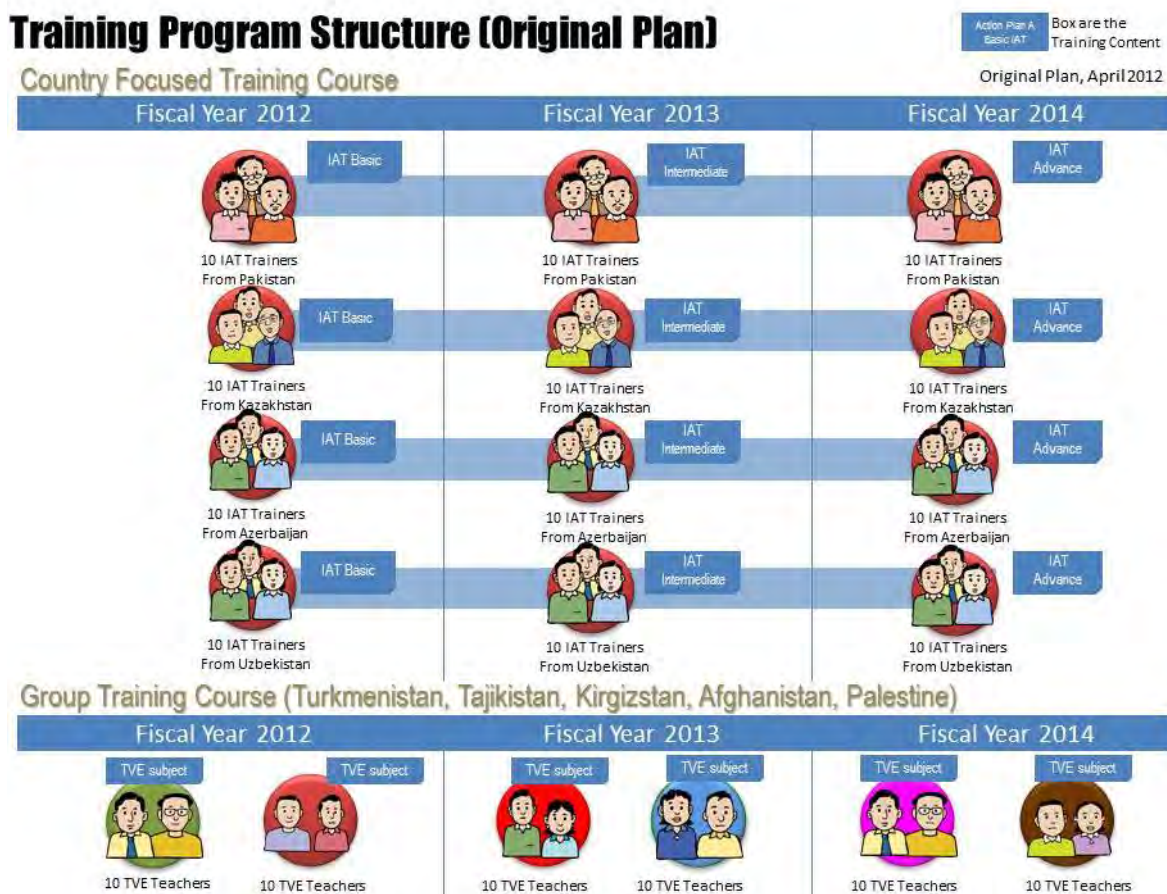 Training Program Structure (Original Plan)
Action Plan A
Basic IAT
Box are the
Training Content
Country Focused Training Course
Original Plan, April 2012
Fiscal Year 2012
Fiscal Year 2013
Fiscal Year 2014
IAT Basic
IAT
Intermediate
IAT
Advance
10 IAT Trainers
From Pakistan
10 IAT Trainers
From Pakistan
10 IAT Trainers
From Pakistan
IAT Basic
IAT
Intermediate
IAT
Advance
10 IAT Trainers
From Kazakhstan
10 IAT Trainers
From Kazakhstan
10 IAT Trainers
From Kazakhstan
IAT Basic
IAT
Intermediate
IAT
Advance
10 IAT Trainers
From Azerbaijan
10 IAT Trainers
From Azerbaijan
10 IAT Trainers
From Azerbaijan
IAT Basic
IAT
Intermediate
IAT
Advance
10 IAT Trainers
From Uzbekistan
10 IAT Trainers
From Uzbekistan
10 IAT Trainers
From Uzbekistan
Group Training Course (Turkmenistan, Tajikistan, Kirgizstan, Afghanistan, Palestine)
Fiscal Year 2012
Fiscal Year 2013
Fiscal Year 2014
TVE subject
TVE subject
TVE subject
TVE subject
TVE subject
TVE subject
10 TVE Teachers
10 TVE Teachers
10 TVE Teachers
10 TVE Teachers
10 TVE Teachers
10 TVE Teachers